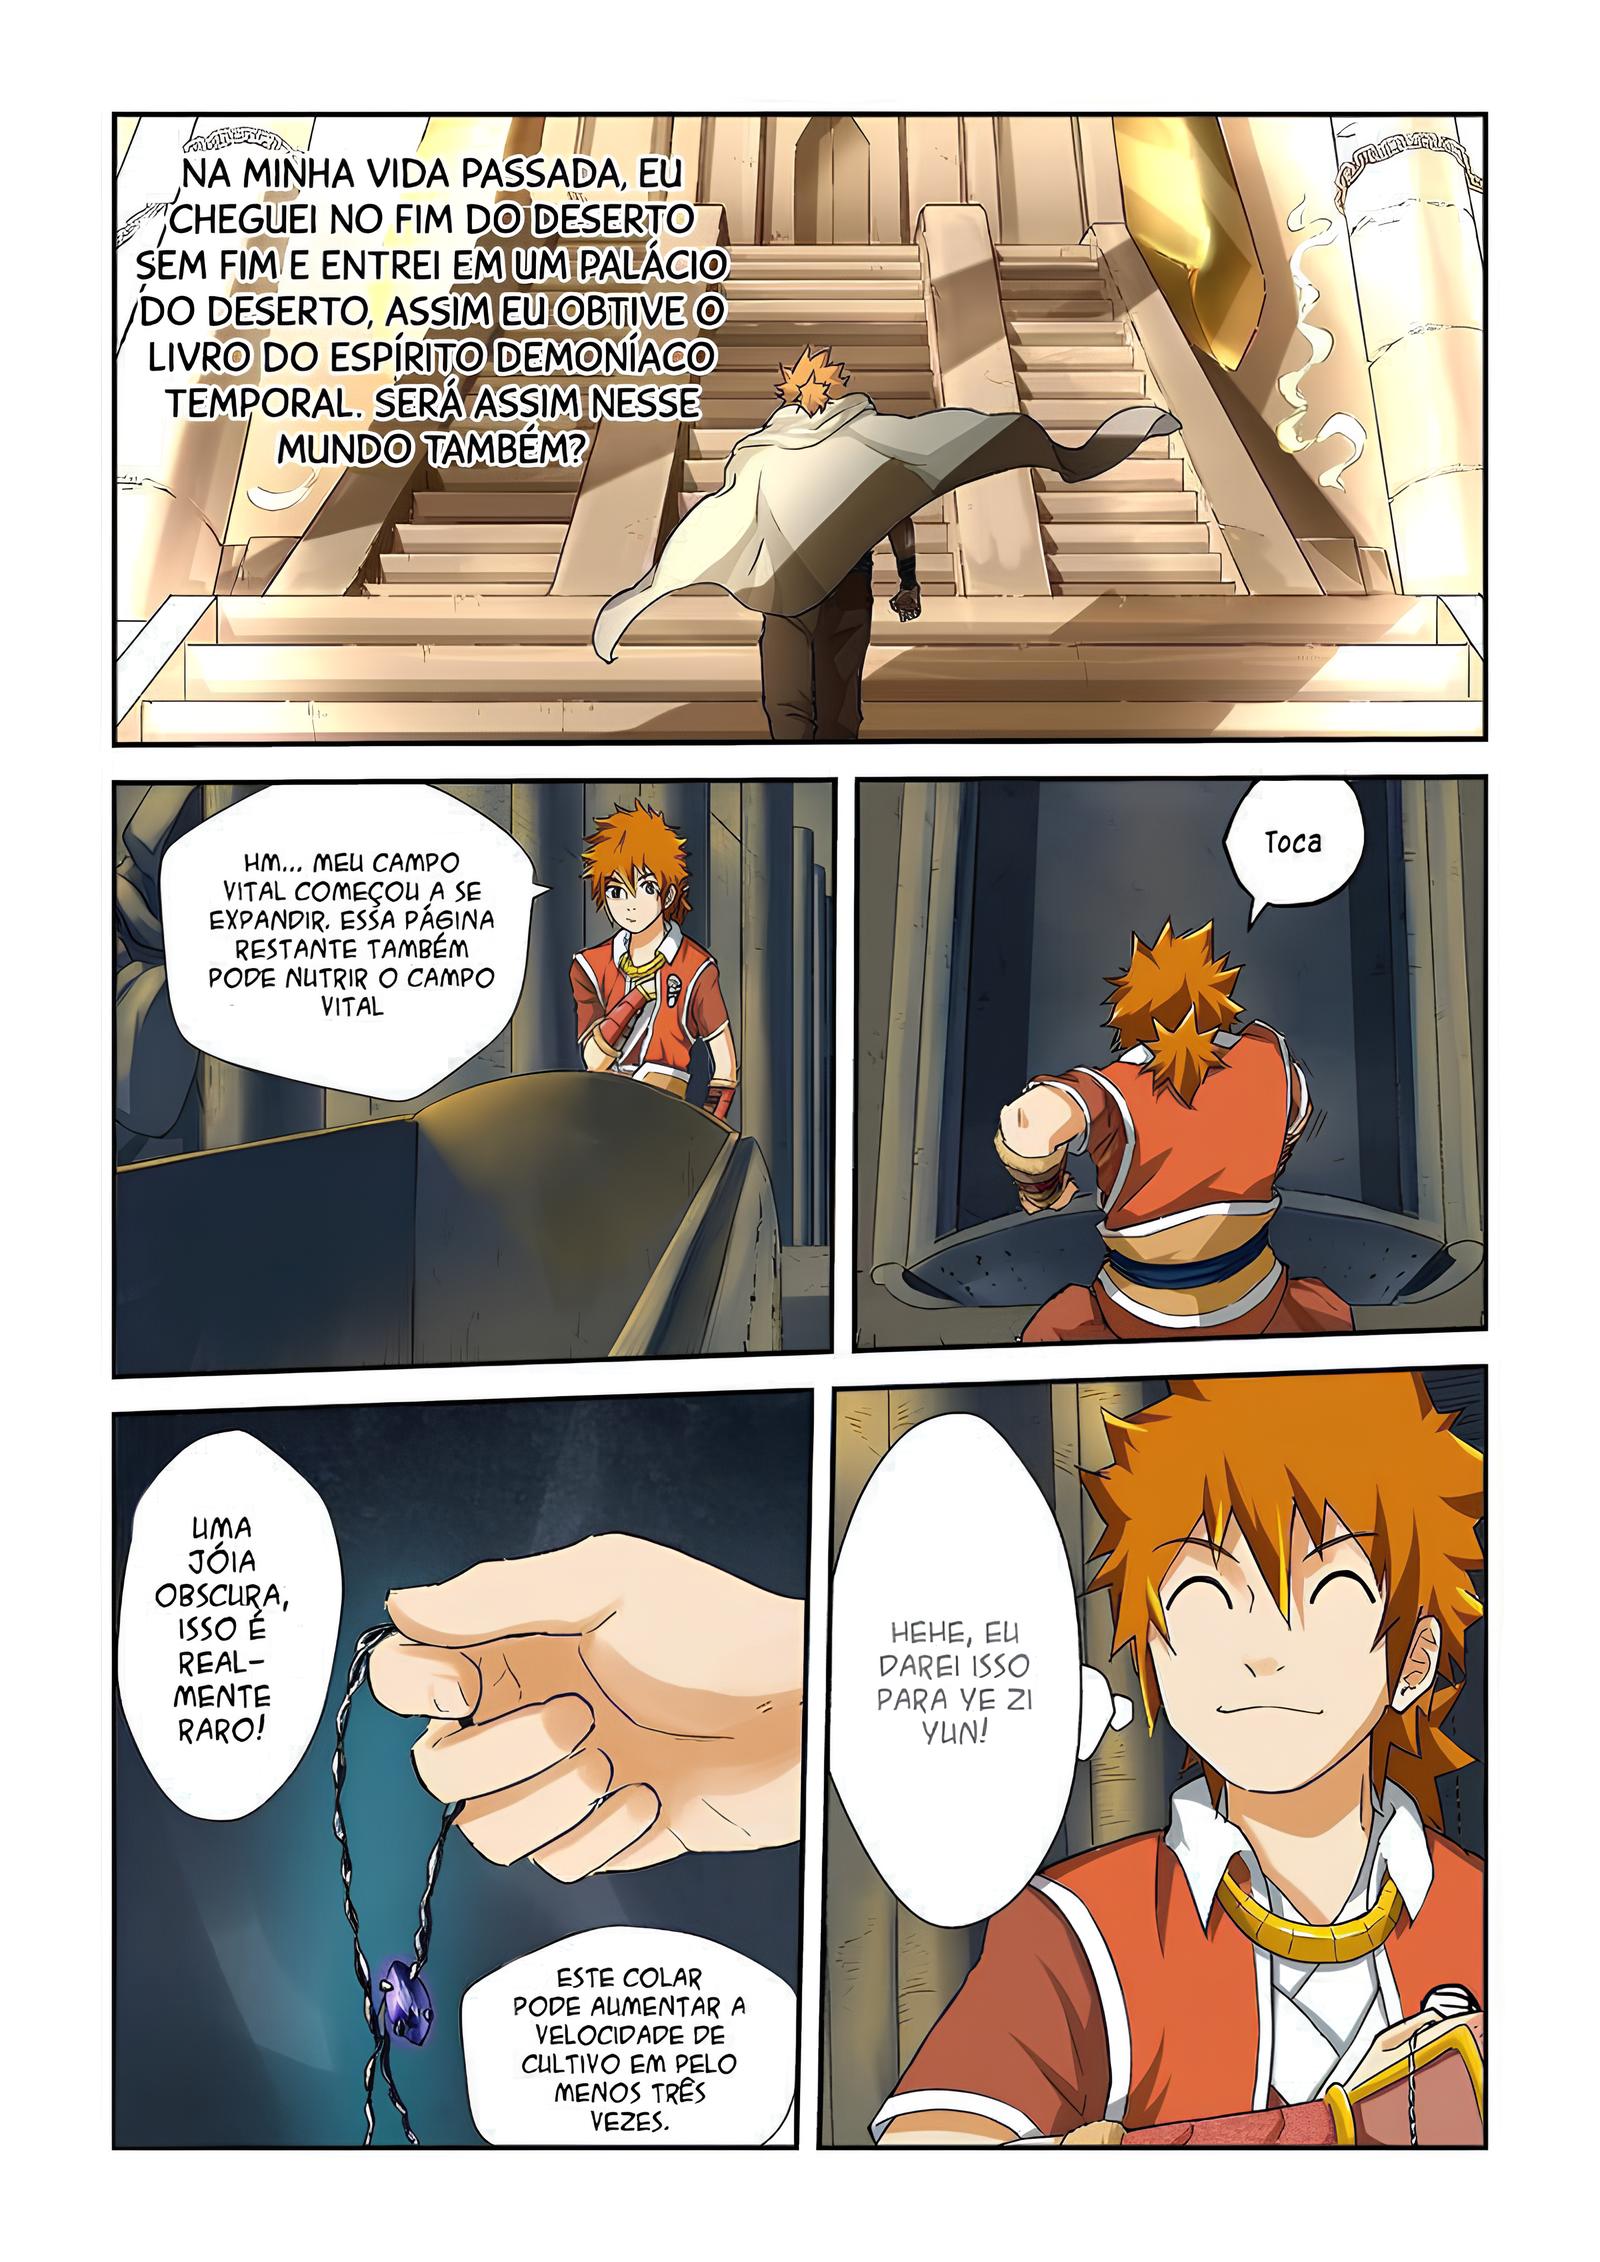 NA MINHA VIDA PASSADA, EU
CHEGUEI NO FIM DO DESERTO
SEM FIM E ENTREI EM UM PALÁCIO
DO DESERTO, ASSIM EU OBTIVE O
LIVRO DO ESPÍRITO DEMONÍACO
TEMPORAL. SERÁ ASSIM NESSE
MUNDO TAMBÉM?
HM... MEU CAMPO
VITAL COMEÇOU A SE
EXPANDIR. ESSA PÁGINA
RESTANTE TAMBÉM
PODE NUTRIR O CAMPO
VITAL
Toca
UMA
JÓIA
OBSCURA,
ISSO É
REAL-
MENTE
RARO!
ESTE COLAR
PODE AUMENTAR A
VELOCIDADE DE
CULTIVO EM PELO
MENOS TRÊS
VEZES.
HEHE, EU
DAREI ISSO
PARA YE ZI
YUN!